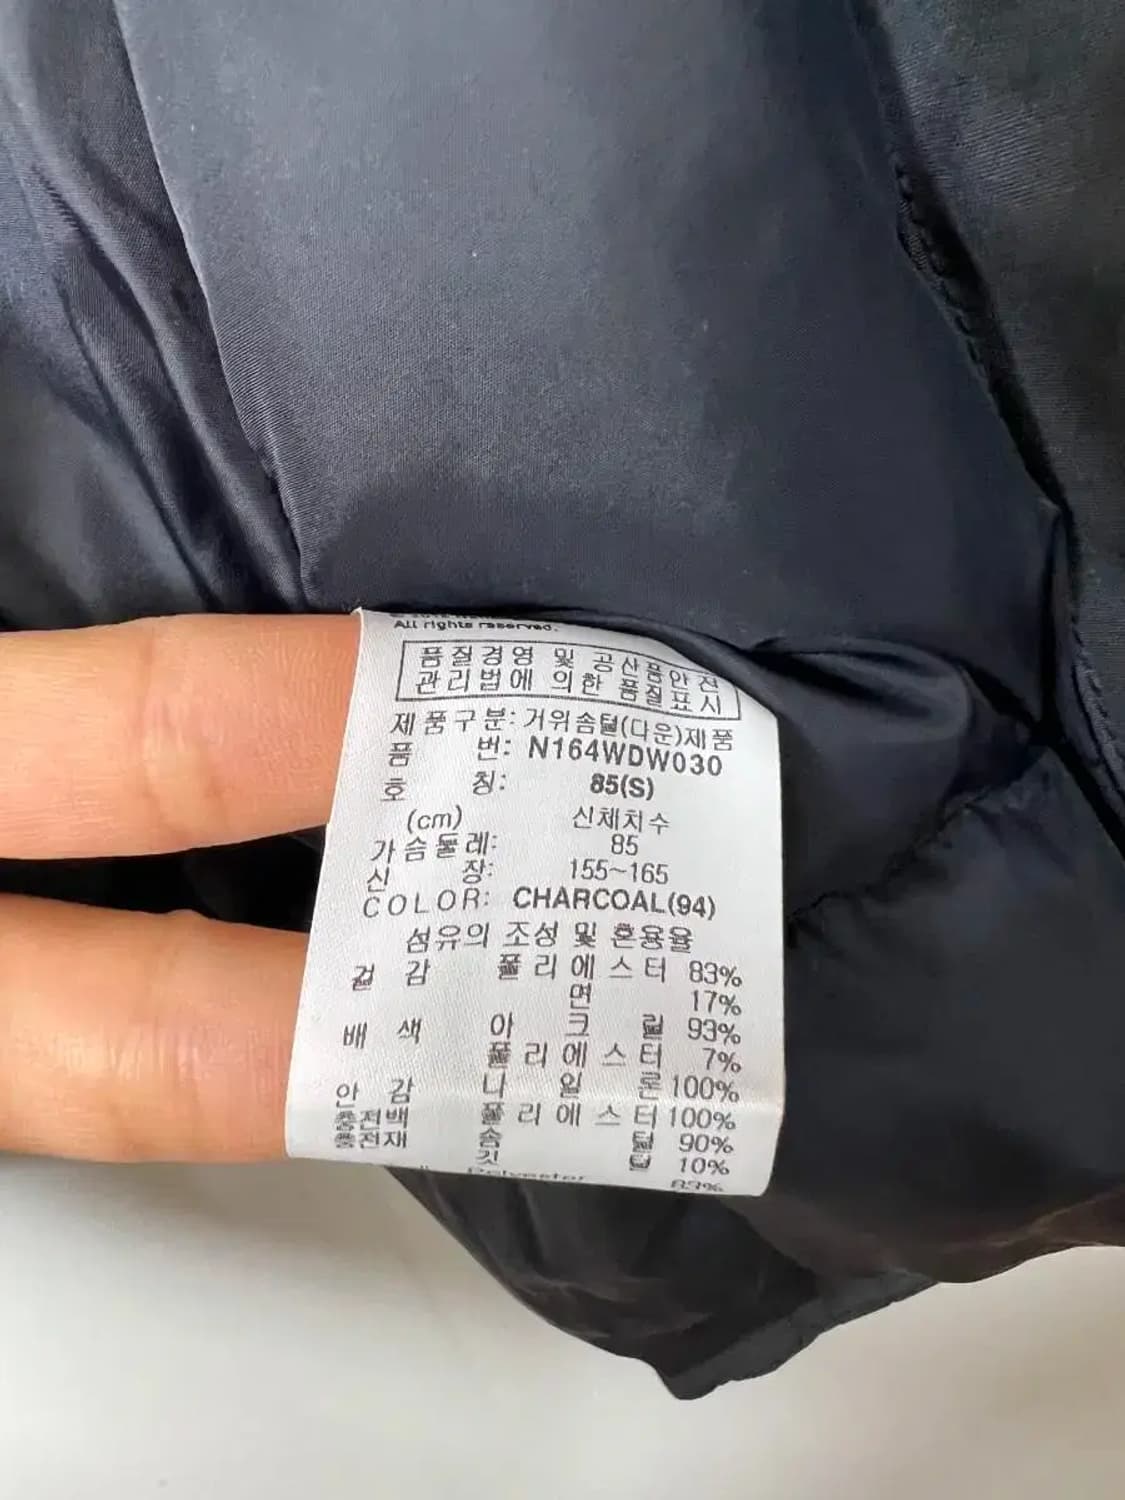 All rights reserved.
품질경영 및 공산품안전
관리법에 의한 품질표시
제품구분: 거위솜털(다운)제품
품 번: N164WDW030
호 칭: 85(S)
(cm) 신체치수
가슴둘레: 85
신 장: 155~165
COLOR: CHARCOAL(94)
섬유의 조성 및 혼용율
겉 감 폴리에스터 83%
면 17%
배 색 아크릴 93%
폴리에스터 7%
안 감 나일론 100%
충전백 폴리에스터 100%
충전재 솜털 90%
깃털 10%
Polyester 83%